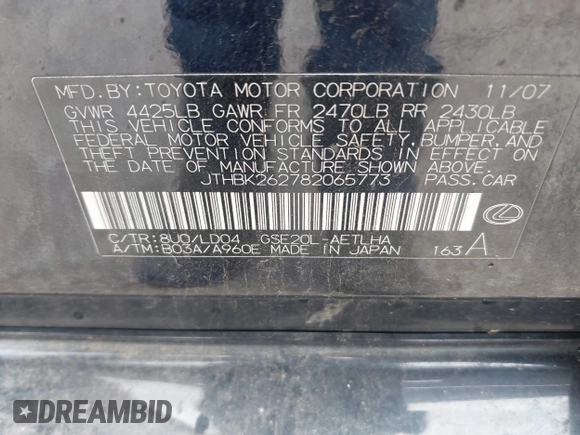 MFD. BY: TOYOTA MOTOR CORPORATION 11/07
GVWR 4425LB GAWR FR 2470LB RR 2430LB
THIS VEHICLE CONFORMS TO ALL APPLICABLE
FEDERAL MOTOR VEHICLE SAFETY, BUMPER, AND
THEFT PREVENTION STANDARDS IN EFFECT ON
THE DATE OF MANUFACTURE SHOWN ABOVE.
JTHBK262782065773 PASS. CAR
C/TR: 8U0/LD04 GSE20L-AETLHA
A/TM: B03A/A960E MADE IN JAPAN 163 A
DREAMBID